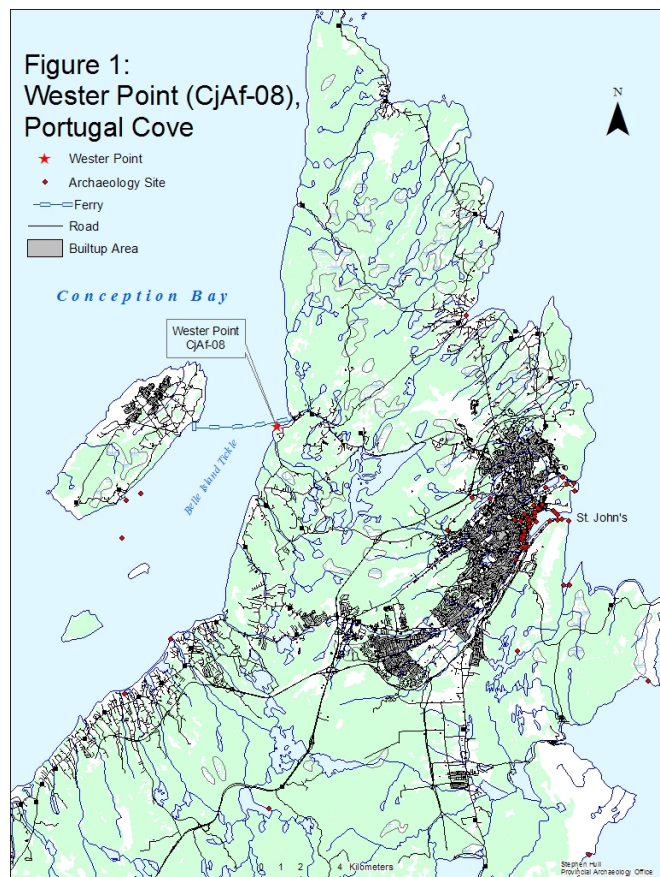 Figure 1:
Wester Point (CjAf-08),
Portugal Cove
Wester Point
Archaeology Site
Ferry
Road
Builtup Area
N
Conception Bay
Wester Point
CjAf-08
Belle Island Tickle
St. John's
0 1 2 4 Kilometers
Stephen Hull
Provincial Archaeology Office